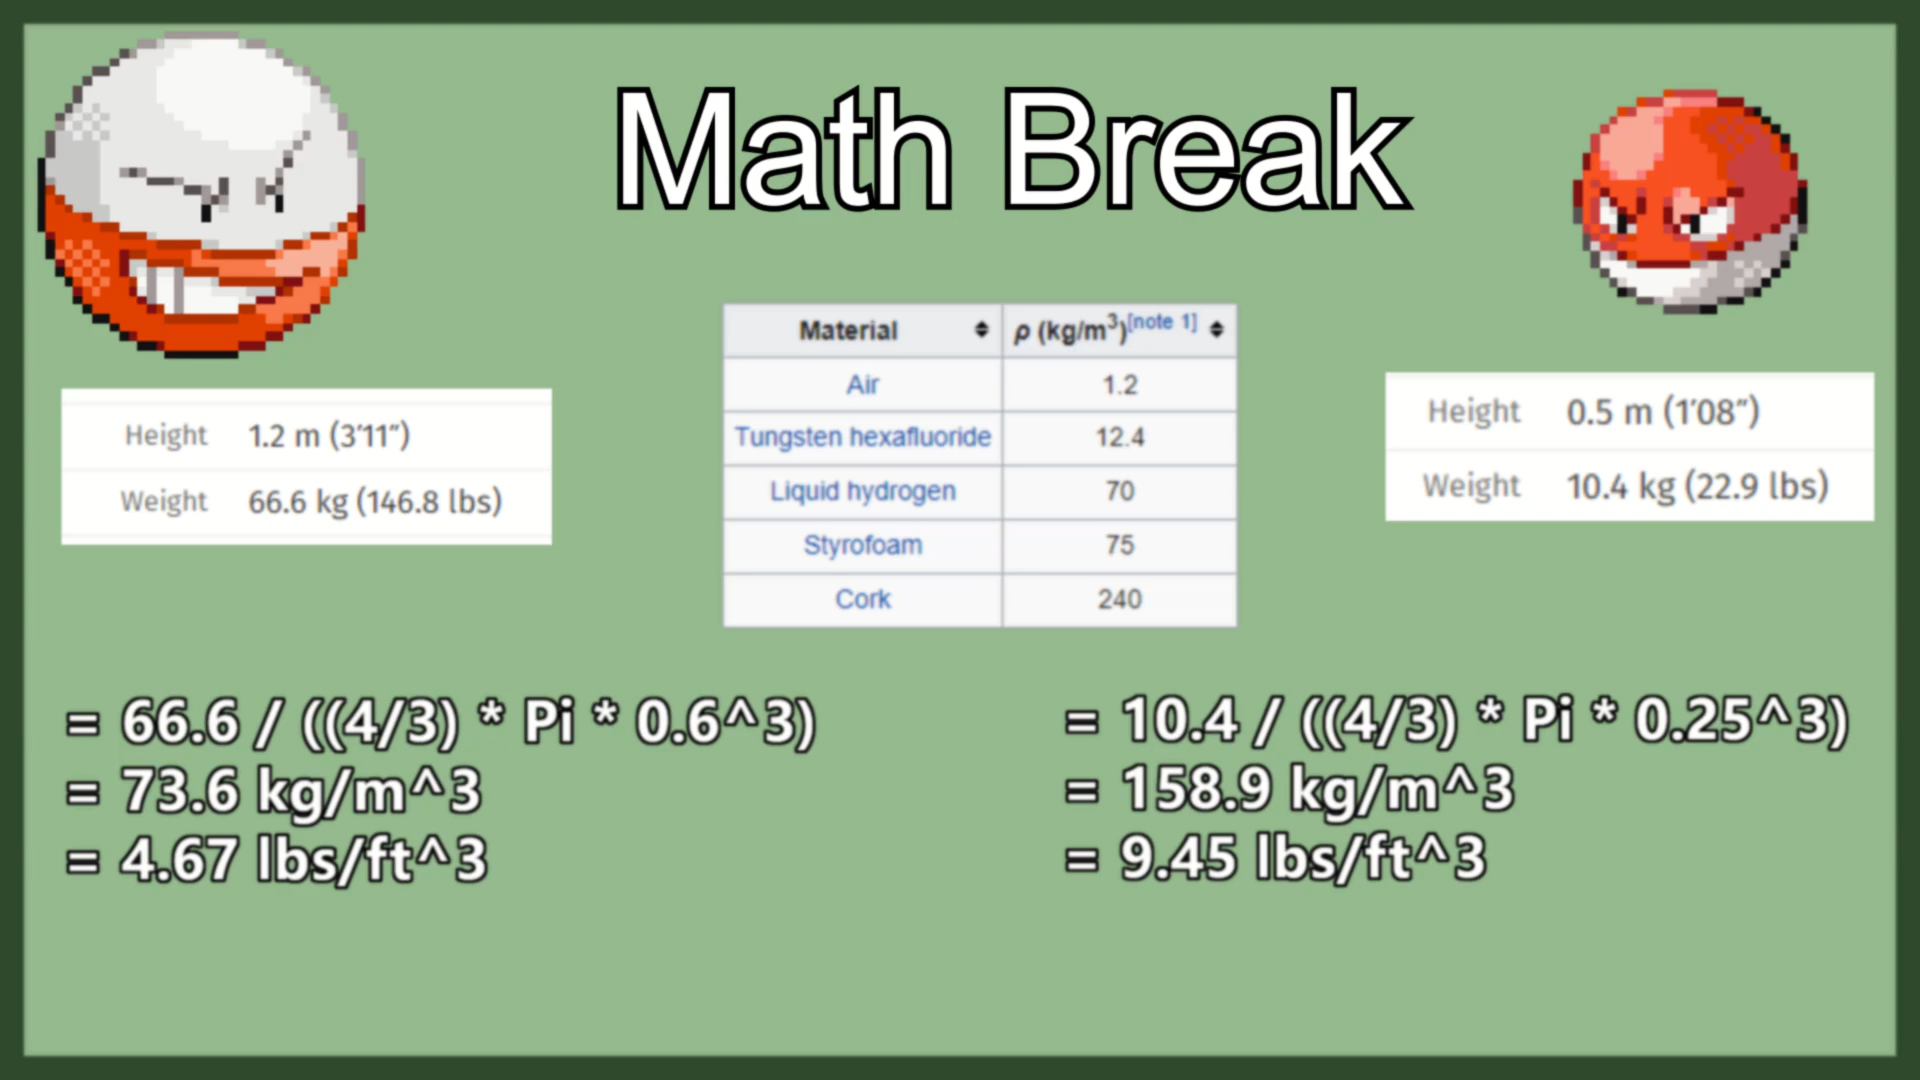 Math Break
Height 1.2 m (3'11")
Weight 66.6 kg (146.8 lbs)
Material ρ (kg/m³)[note 1]
Air 1.2
Tungsten hexafluoride 12.4
Liquid hydrogen 70
Styrofoam 75
Cork 240
Height 0.5 m (1'08")
Weight 10.4 kg (22.9 lbs)
= 66.6 / ((4/3) * Pi * 0.6^3)
= 73.6 kg/m^3
= 4.67 lbs/ft^3
= 10.4 / ((4/3) * Pi * 0.25^3)
= 158.9 kg/m^3
= 9.45 lbs/ft^3